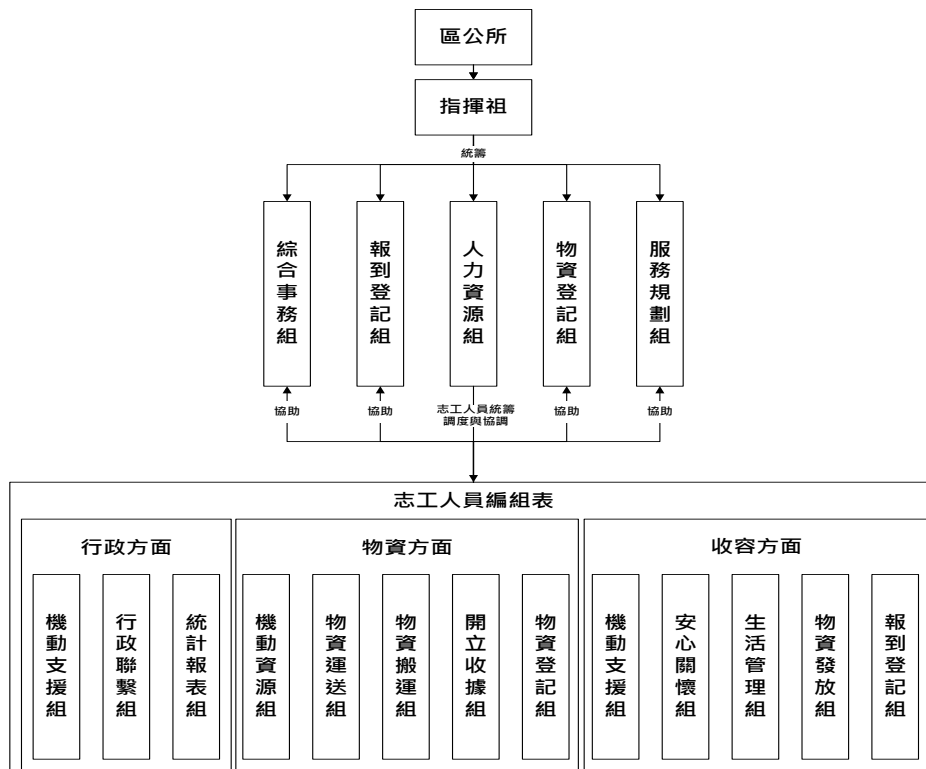 區公所
指揮祖
統籌
綜合事務組
報到登記組
人力資源組
物資登記組
服務規劃組
協助
協助
志工人員統籌
調度與協調
協助
協助
志工人員編組表
行政方面
物資方面
收容方面
機動支援組
行政聯繫組
統計報表組
機動資源組
物資運送組
物資搬運組
開立收據組
物資登記組
機動支援組
安心關懷組
生活管理組
物資發放組
報到登記組